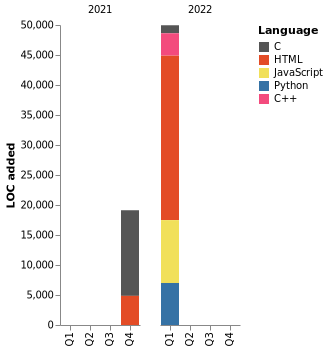 2021 2022
Language
C
HTML
JavaScript
Python
C++
LOC added
50,000
45,000
40,000
35,000
30,000
25,000
20,000
15,000
10,000
5,000
0
Q1 Q2 Q3 Q4 Q1 Q2 Q3 Q4